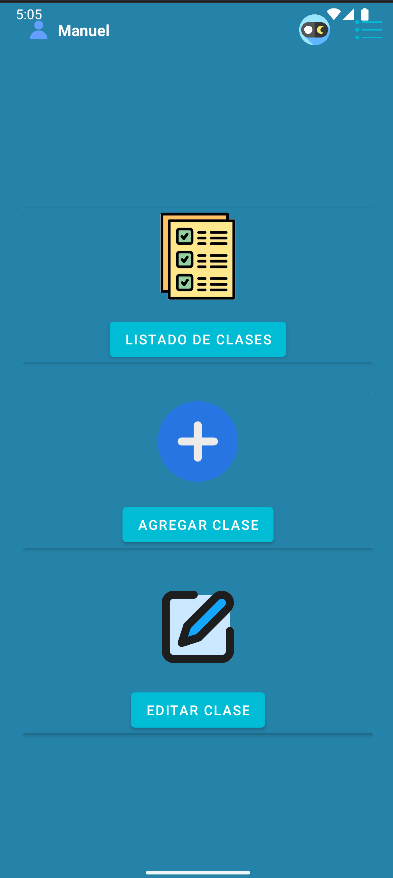 5:05
Manuel
LISTADO DE CLASES
AGREGAR CLASE
EDITAR CLASE